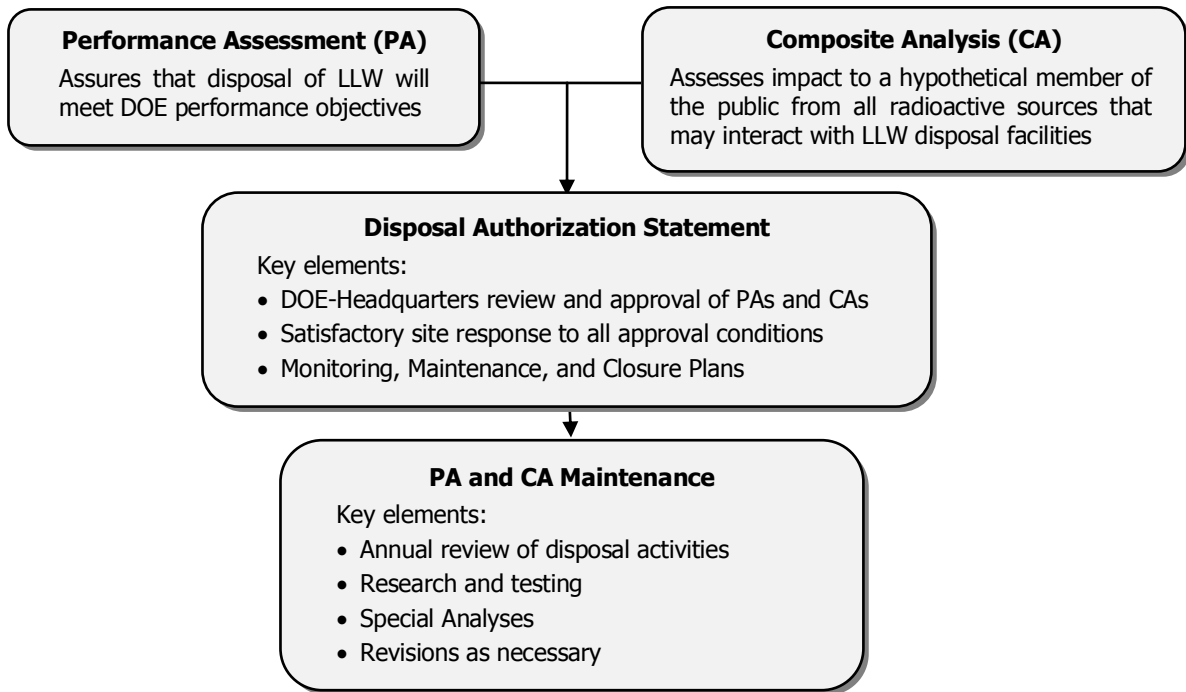 Performance Assessment (PA)
Assures that disposal of LLW will
meet DOE performance objectives
Composite Analysis (CA)
Assesses impact to a hypothetical member of
the public from all radioactive sources that
may interact with LLW disposal facilities
Disposal Authorization Statement
Key elements:
• DOE-Headquarters review and approval of PAs and CAs
• Satisfactory site response to all approval conditions
• Monitoring, Maintenance, and Closure Plans
PA and CA Maintenance
Key elements:
• Annual review of disposal activities
• Research and testing
• Special Analyses
• Revisions as necessary